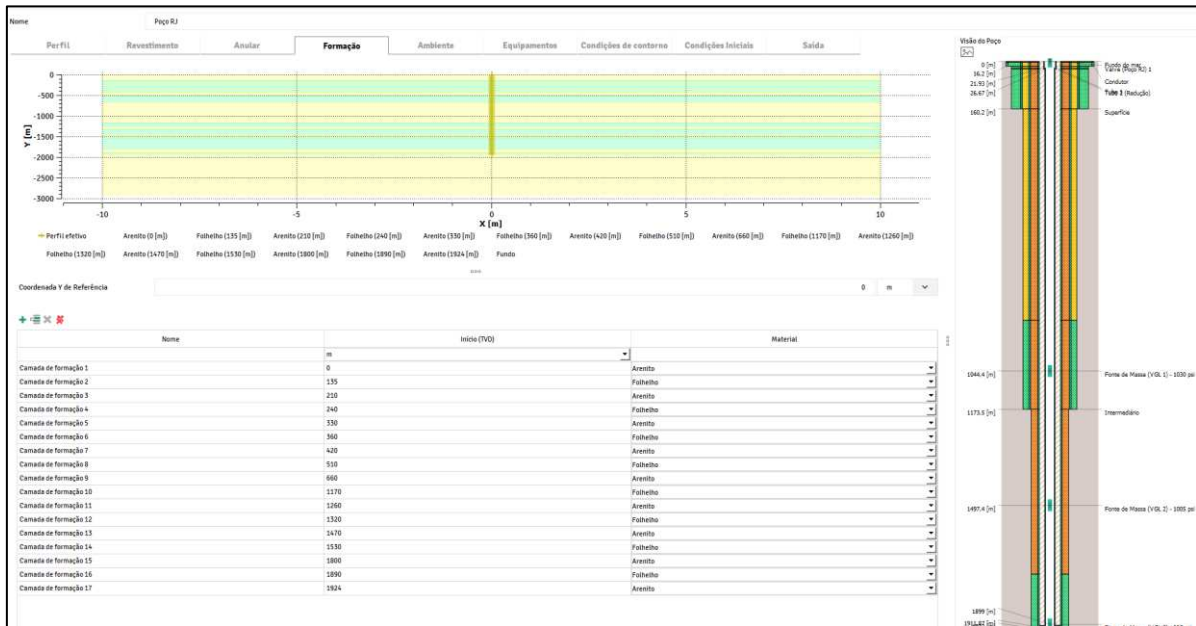 Nome Poço RJ
Perfil Revestimento Anular Formação Ambiente Equipamentos Condições de contorno Condições Iniciais Saída
0
-500
-1000
-1500
-2000
-2500
-3000
Y [m]
-10 -5 0 5 10
X [m]
Perfil efetivo Arenito (0 [m]) Folhelho (135 [m]) Arenito (210 [m]) Folhelho (240 [m]) Arenito (330 [m]) Folhelho (360 [m]) Arenito (420 [m]) Folhelho (510 [m]) Arenito (660 [m]) Folhelho (1170 [m]) Arenito (1260 [m])
Folhelho (1320 [m]) Arenito (1470 [m]) Folhelho (1530 [m]) Arenito (1800 [m]) Folhelho (1890 [m]) Arenito (1924 [m]) Fundo
Coordenada Y de Referência 0 m
Nome Início (TVD) Material
m
Camada de formação 1 0 Arenito
Camada de formação 2 135 Folhelho
Camada de formação 3 210 Arenito
Camada de formação 4 240 Folhelho
Camada de formação 5 330 Arenito
Camada de formação 6 360 Folhelho
Camada de formação 7 420 Arenito
Camada de formação 8 510 Folhelho
Camada de formação 9 660 Arenito
Camada de formação 10 1170 Folhelho
Camada de formação 11 1260 Arenito
Camada de formação 12 1320 Folhelho
Camada de formação 13 1470 Arenito
Camada de formação 14 1530 Folhelho
Camada de formação 15 1800 Arenito
Camada de formação 16 1890 Folhelho
Camada de formação 17 1924 Arenito
Visão do Poço
0 [m] Fundo do mar
16.2 [m] Valve (Poço RJ) 1
21.93 [m] Condutor
26.67 [m] (Redução)
160.2 [m] Superfície
1044.4 [m] Fonte de Massa (VGL 1) - 1030 psi
1173.5 [m] Intermediário
1497.4 [m] Fonte de Massa (VGL 2) - 1005 psi
1899 [m]